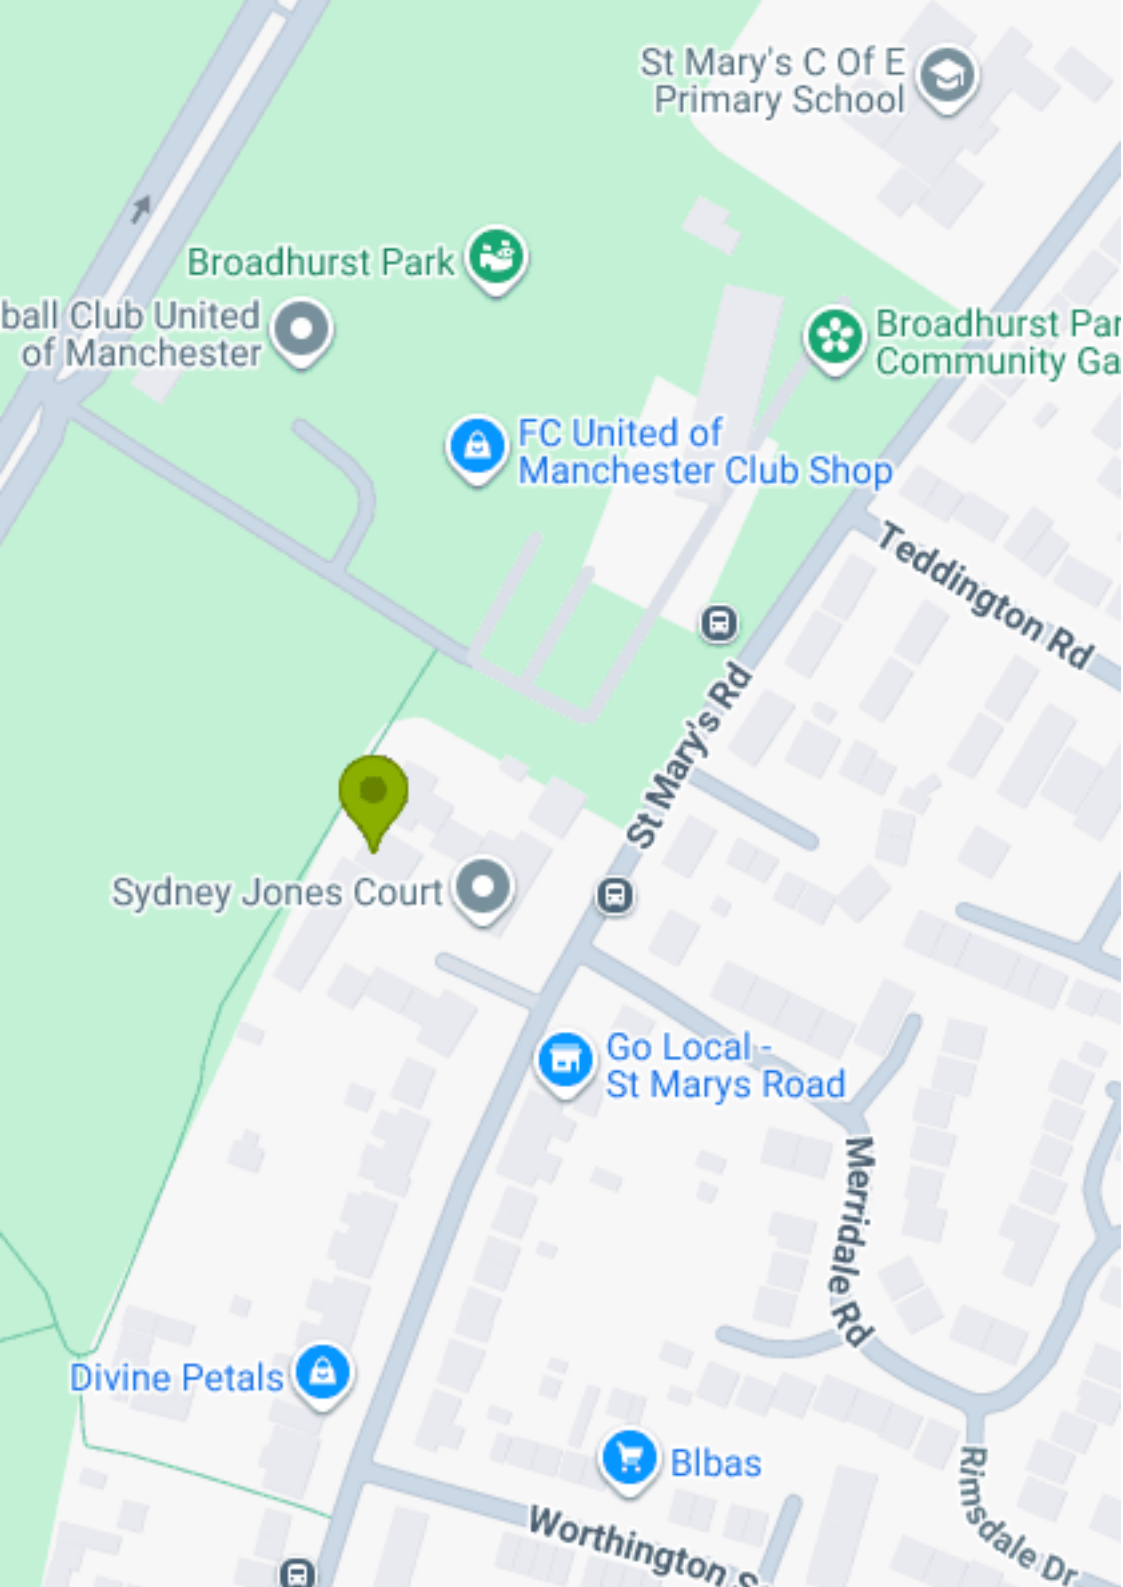 St Mary's C Of E
Primary School
Broadhurst Park
ball Club United
of Manchester
Broadhurst Par
Community Ga
FC United of
Manchester Club Shop
Teddington Rd
St Mary's Rd
Sydney Jones Court
Go Local -
St Marys Road
Merridale Rd
Divine Petals
Blbas
Rimsdale Dr
Worthington S